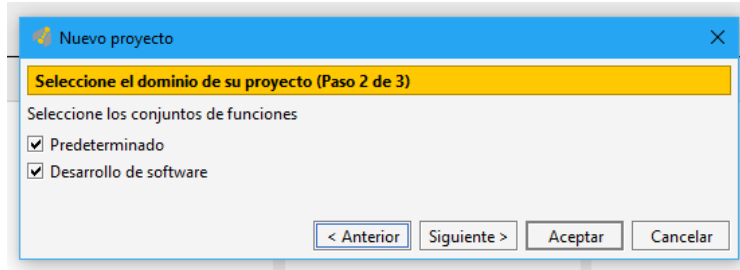 Nuevo proyecto
Seleccione el dominio de su proyecto (Paso 2 de 3)
Seleccione los conjuntos de funciones
Predeterminado
Desarrollo de software
< Anterior Siguiente > Aceptar Cancelar